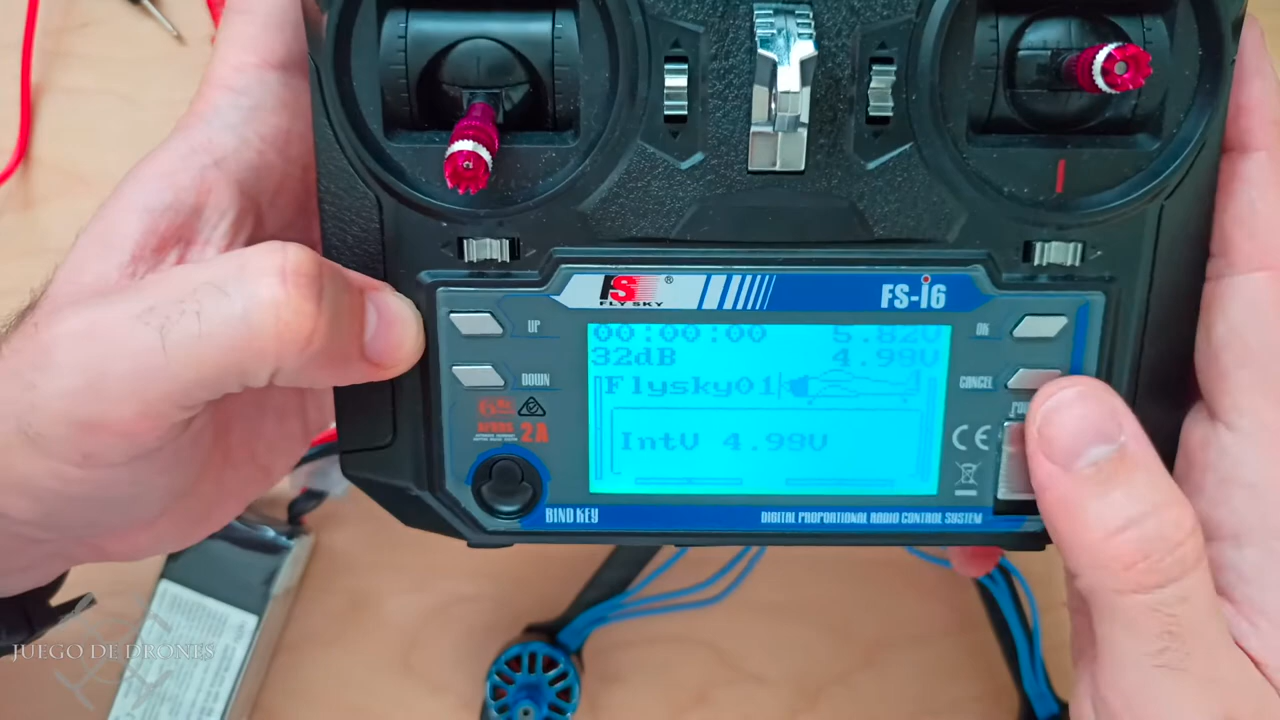 FLY SKY ®
FS-i6
UP
OK
00:00:00 5.82V
32dB 4.99V
DOWN
Flysky01
CANCEL
2A
IntV 4.99V
CE
BIND KEY
DIGITAL PROPORTIONAL RADIO CONTROL SYSTEM
JUEGO DE DRONES